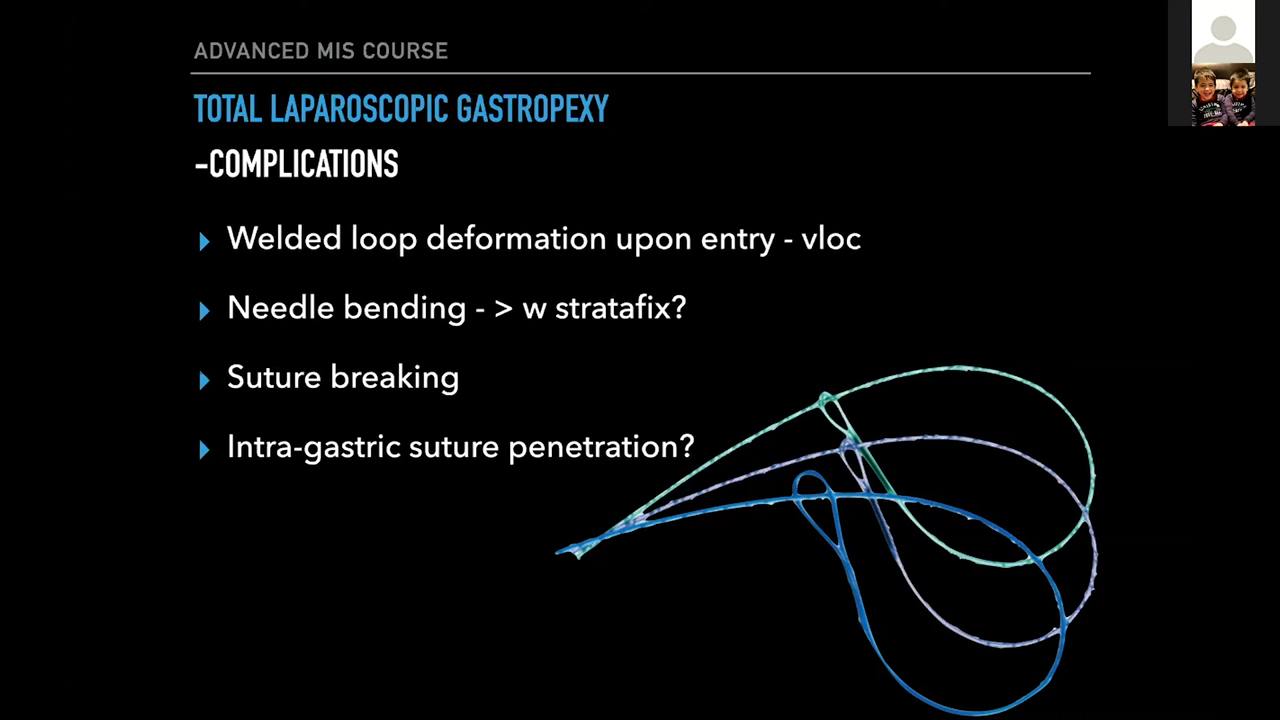 ADVANCED MIS COURSE
TOTAL LAPAROSCOPIC GASTROPEXY
-COMPLICATIONS
Welded loop deformation upon entry - vloc
Needle bending - > w stratafix?
Suture breaking
Intra-gastric suture penetration?